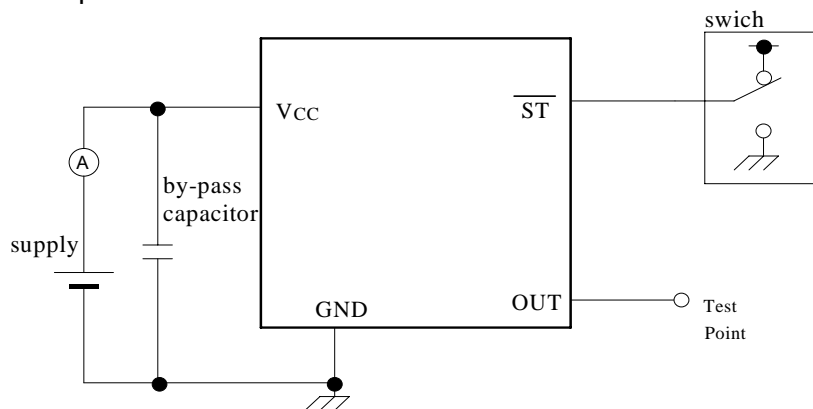 swich
VCC
ST
A
by-pass
capacitor
supply
GND
OUT
Test
Point